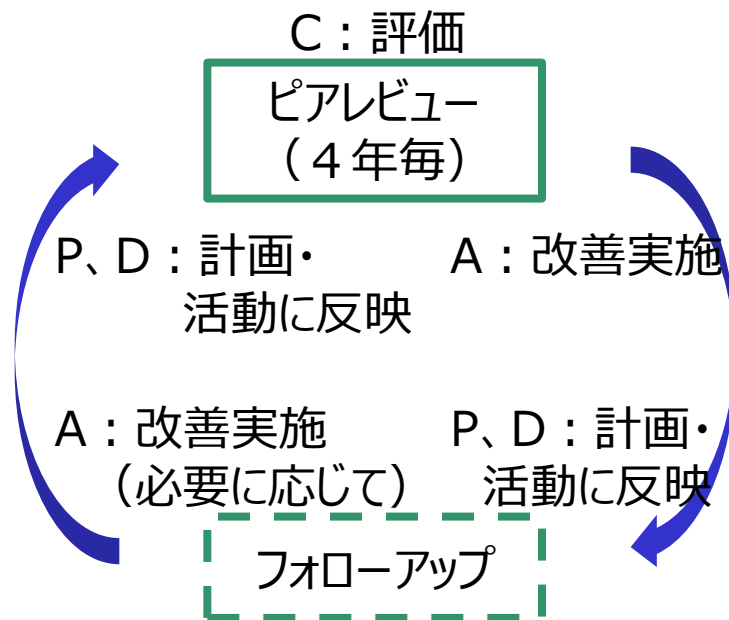 C：評価
ピアレビュー
（４年毎）
P、D：計画・
活動に反映
A：改善実施
A：改善実施
（必要に応じて）
P、D：計画・
活動に反映
フォローアップ